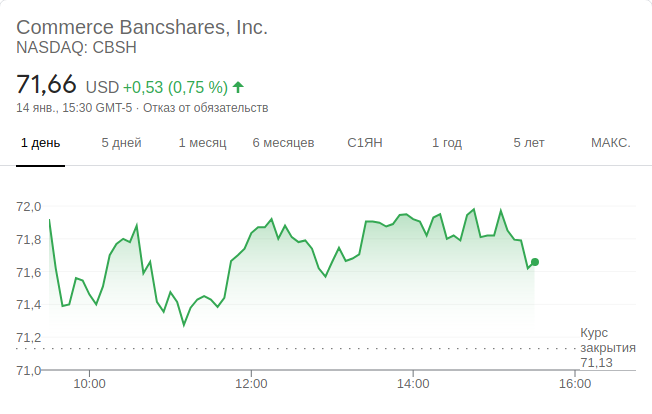 Commerce Bancshares, Inc.
NASDAQ: CBSH
71,66 USD +0,53 (0,75 %)
14 янв., 15:30 GMT-5 · Отказ от обязательств
1 день 5 дней 1 месяц 6 месяцев С1ЯН 1 год 5 лет МАКС.
72,0
71,8
71,6
71,4
71,2
71,0
Курс
закрытия
71,13
10:00 12:00 14:00 16:00